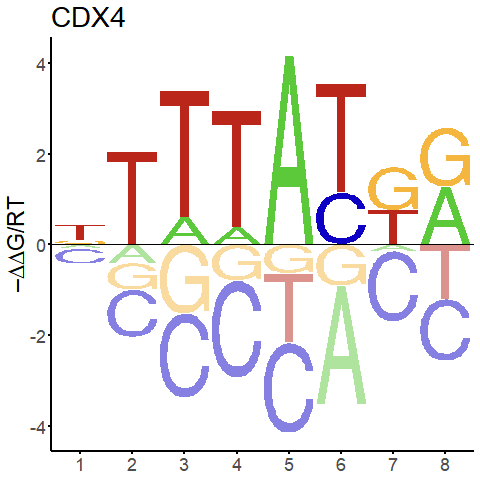 CDX4
−ΔΔG/RT
4
2
0
-2
-4
T T T T A T G G
A A C T A
C A G G G G A T
G C C T A C C
C C
1 2 3 4 5 6 7 8